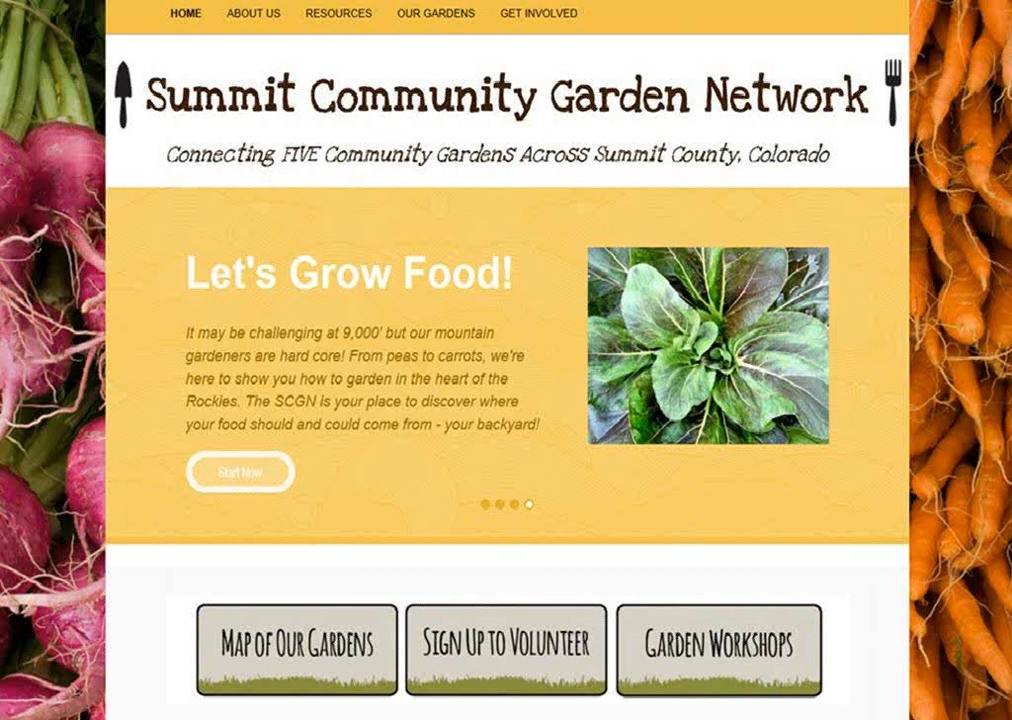 HOME ABOUT US RESOURCES OUR GARDENS GET INVOLVED
Summit Community Garden Network
Connecting FIVE Community Gardens Across Summit County, Colorado
Let's Grow Food!
It may be challenging at 9,000' but our mountain
gardeners are hard core! From peas to carrots, we're
here to show you how to garden in the heart of the
Rockies. The SCGN is your place to discover where
your food should and could come from - your backyard!
Start Now
MAP OF OUR GARDENS SIGN UP TO VOLUNTEER GARDEN WORKSHOPS